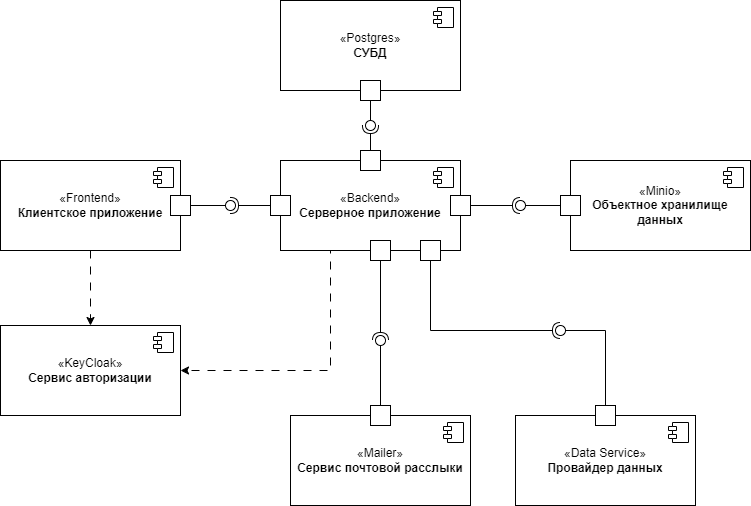 «Postgres»
СУБД
«Frontend»
Клиентское приложение
«Backend»
Серверное приложение
«Minio»
Объектное хранилище
данных
«KeyCloak»
Сервис авторизации
«Mailer»
Сервис почтовой расслыки
«Data Service»
Провайдер данных